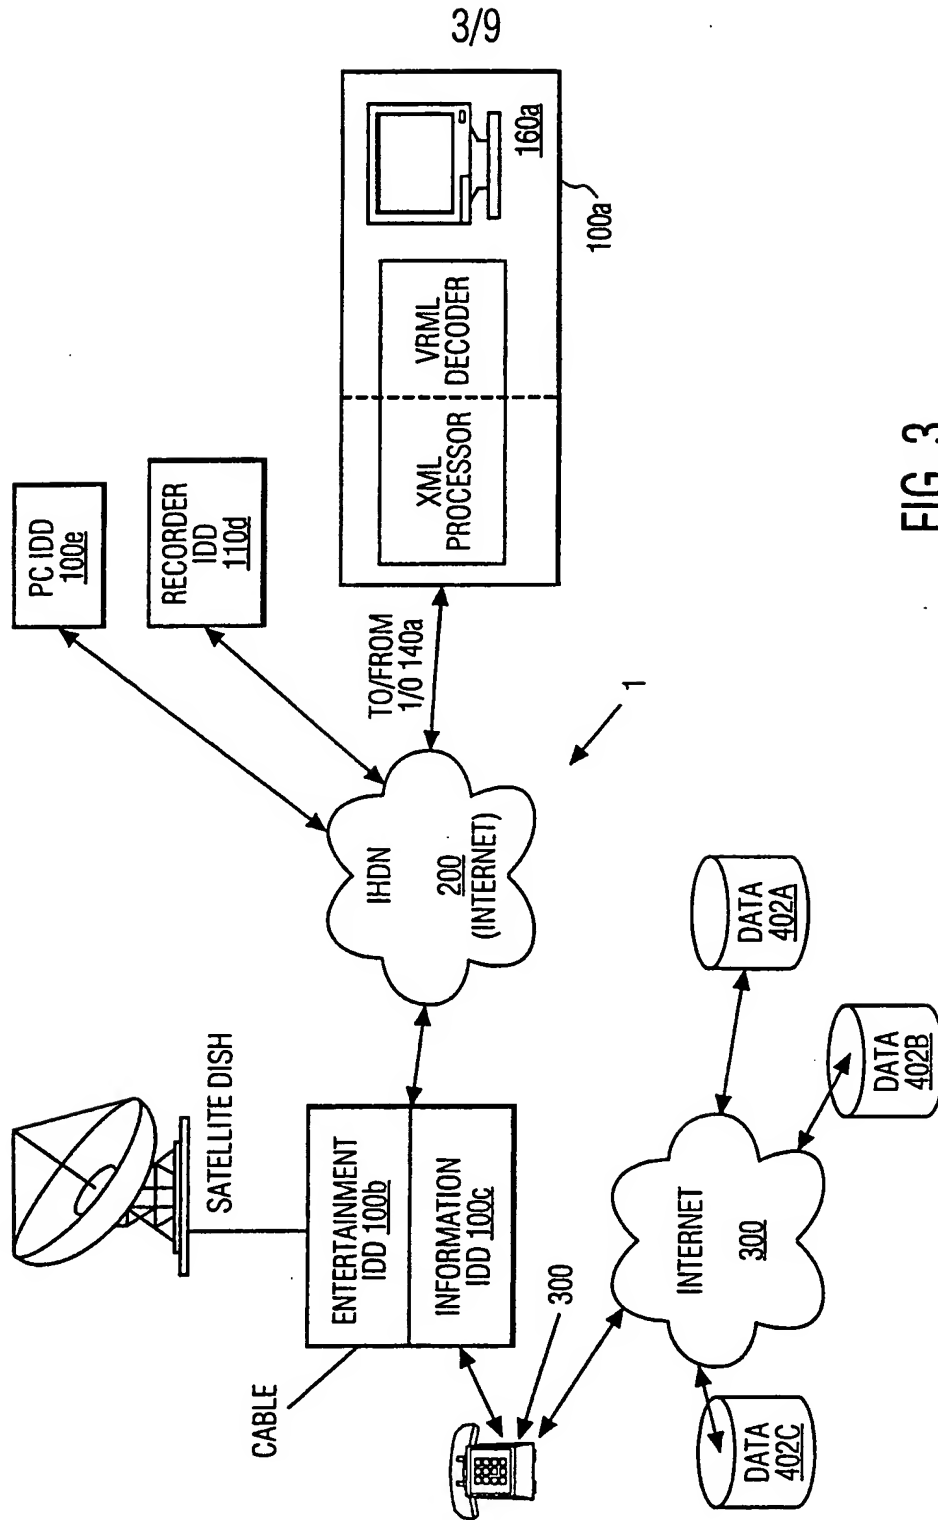 3/9
PC IDD
100e
RECORDER
IDD
110d
XML
PROCESSOR
VRML
DECODER
160a
100a
TO/FROM
1/0 140a
IHDN
200
(INTERNET)
1
SATELLITE DISH
ENTERTAINMENT
IDD 100b
INFORMATION
IDD 100c
CABLE
300
INTERNET
300
DATA
402A
DATA
402B
DATA
402C
FIG. 3